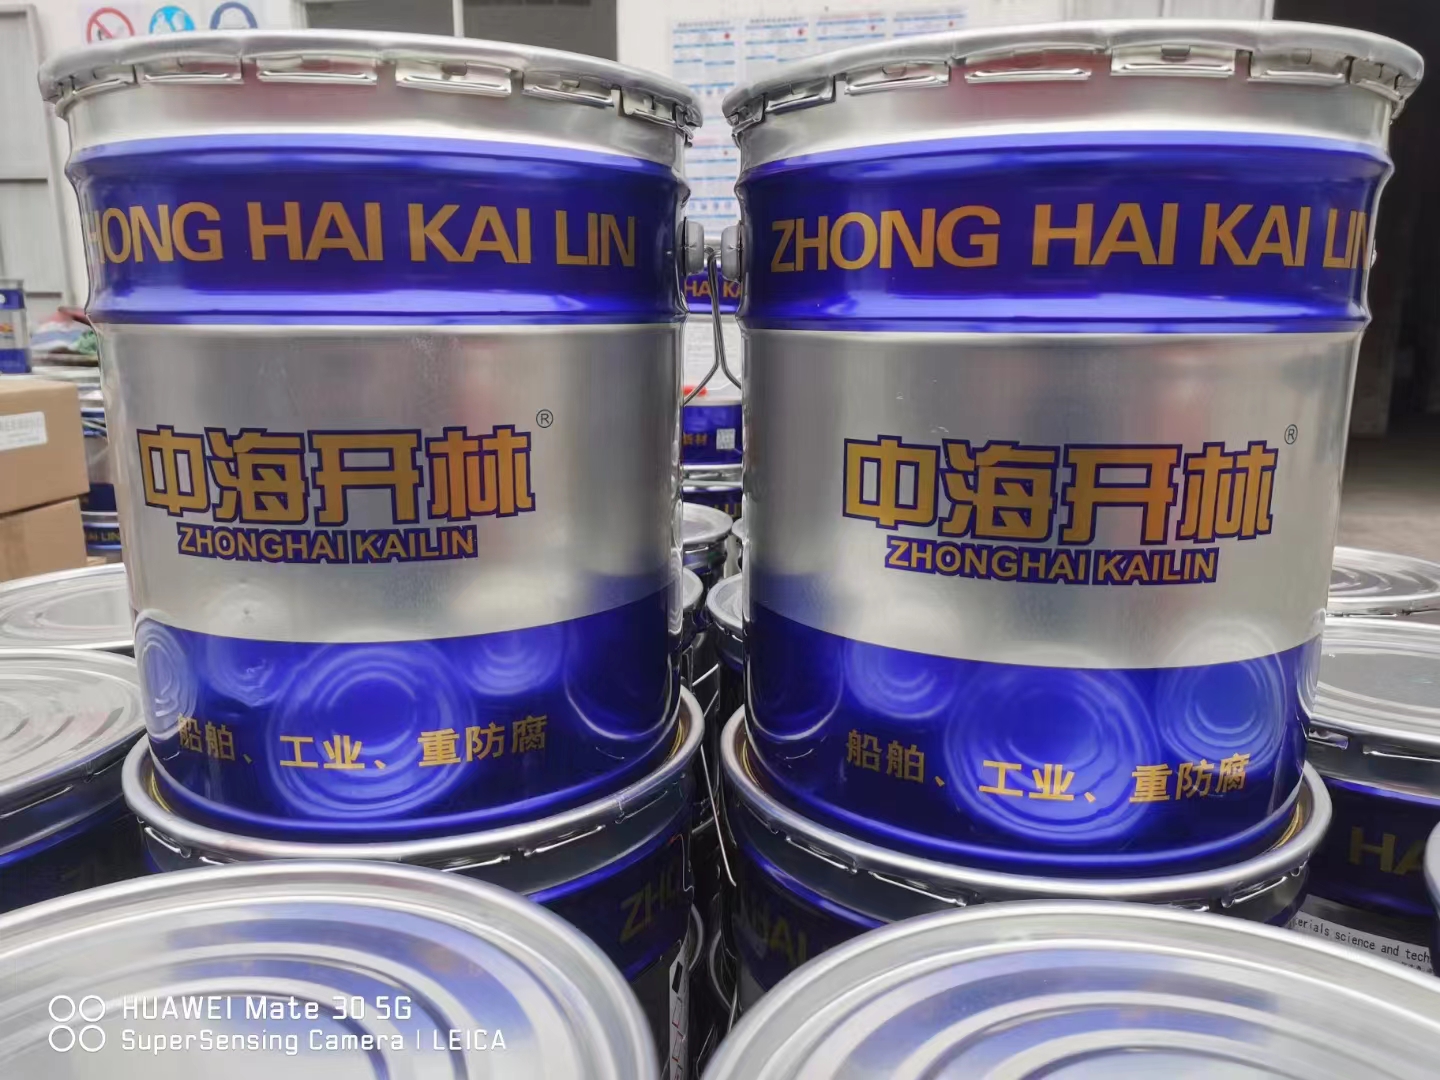 ZHONG HAI KAI LIN
中海开林®
ZHONGHAI KAILIN
船舶、工业、重防腐
ZHONG HAI KAI LIN
中海开林®
ZHONGHAI KAILIN
船舶、工业、重防腐
HUAWEI Mate 30 5G
SuperSensing Camera | LEICA